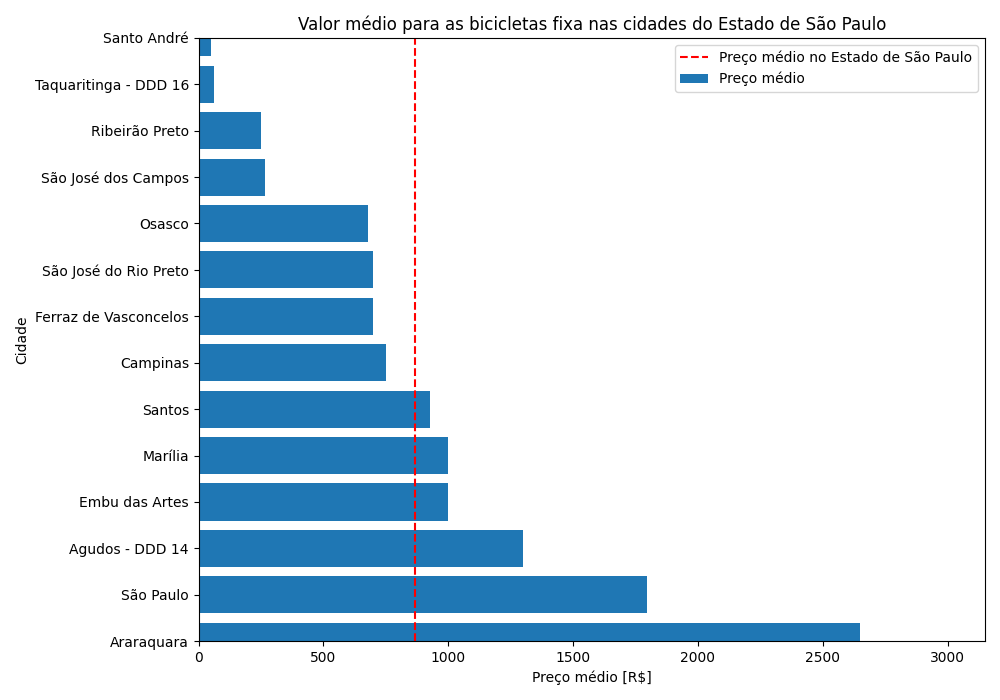 Valor médio para as bicicletas fixa nas cidades do Estado de São Paulo
Preço médio no Estado de São Paulo
Preço médio
Cidade
Santo André
Taquaritinga - DDD 16
Ribeirão Preto
São José dos Campos
Osasco
São José do Rio Preto
Ferraz de Vasconcelos
Campinas
Santos
Marília
Embu das Artes
Agudos - DDD 14
São Paulo
Araraquara
0 500 1000 1500 2000 2500 3000
Preço médio [R$]